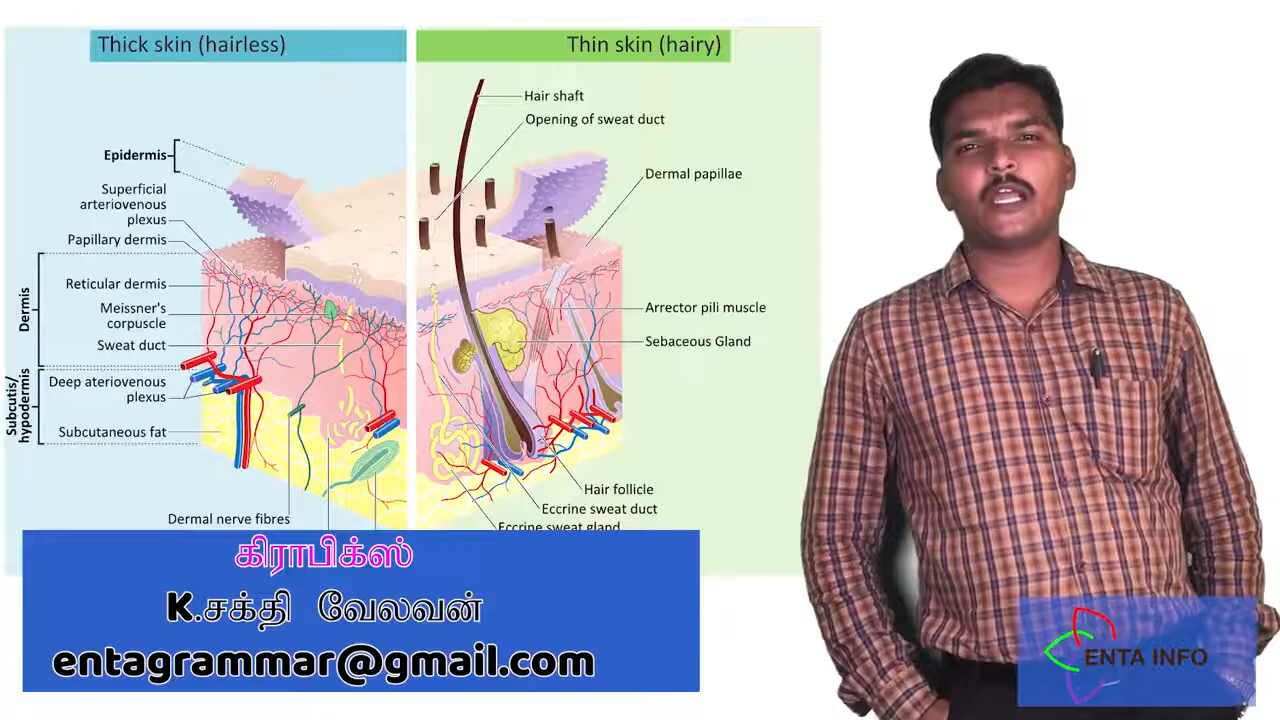 Thick skin (hairless)
Thin skin (hairy)
Hair shaft
Opening of sweat duct
Epidermis
Dermal papillae
Superficial
arteriovenous
plexus
Papillary dermis
Dermis
Reticular dermis
Meissner's
corpuscle
Sweat duct
Arrector pili muscle
Sebaceous Gland
Subcutis/
hypodermis
Deep ateriovenous
plexus
Subcutaneous fat
Hair follicle
Eccrine sweat duct
Eccrine sweat gland
Dermal nerve fibres
கிராபிக்ஸ்
K.சக்தி வேலவன்
entagrammar@gmail.com
ENTA INFO